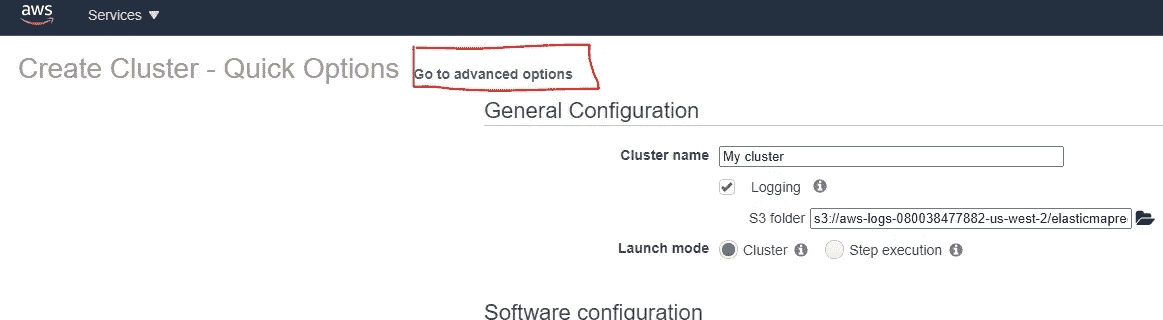 aws
Services
Create Cluster - Quick Options Go to advanced options
General Configuration
Cluster name My cluster
Logging
S3 folder s3://aws-logs-080038477882-us-west-2/elasticmapre
Launch mode Cluster Step execution
Software configuration